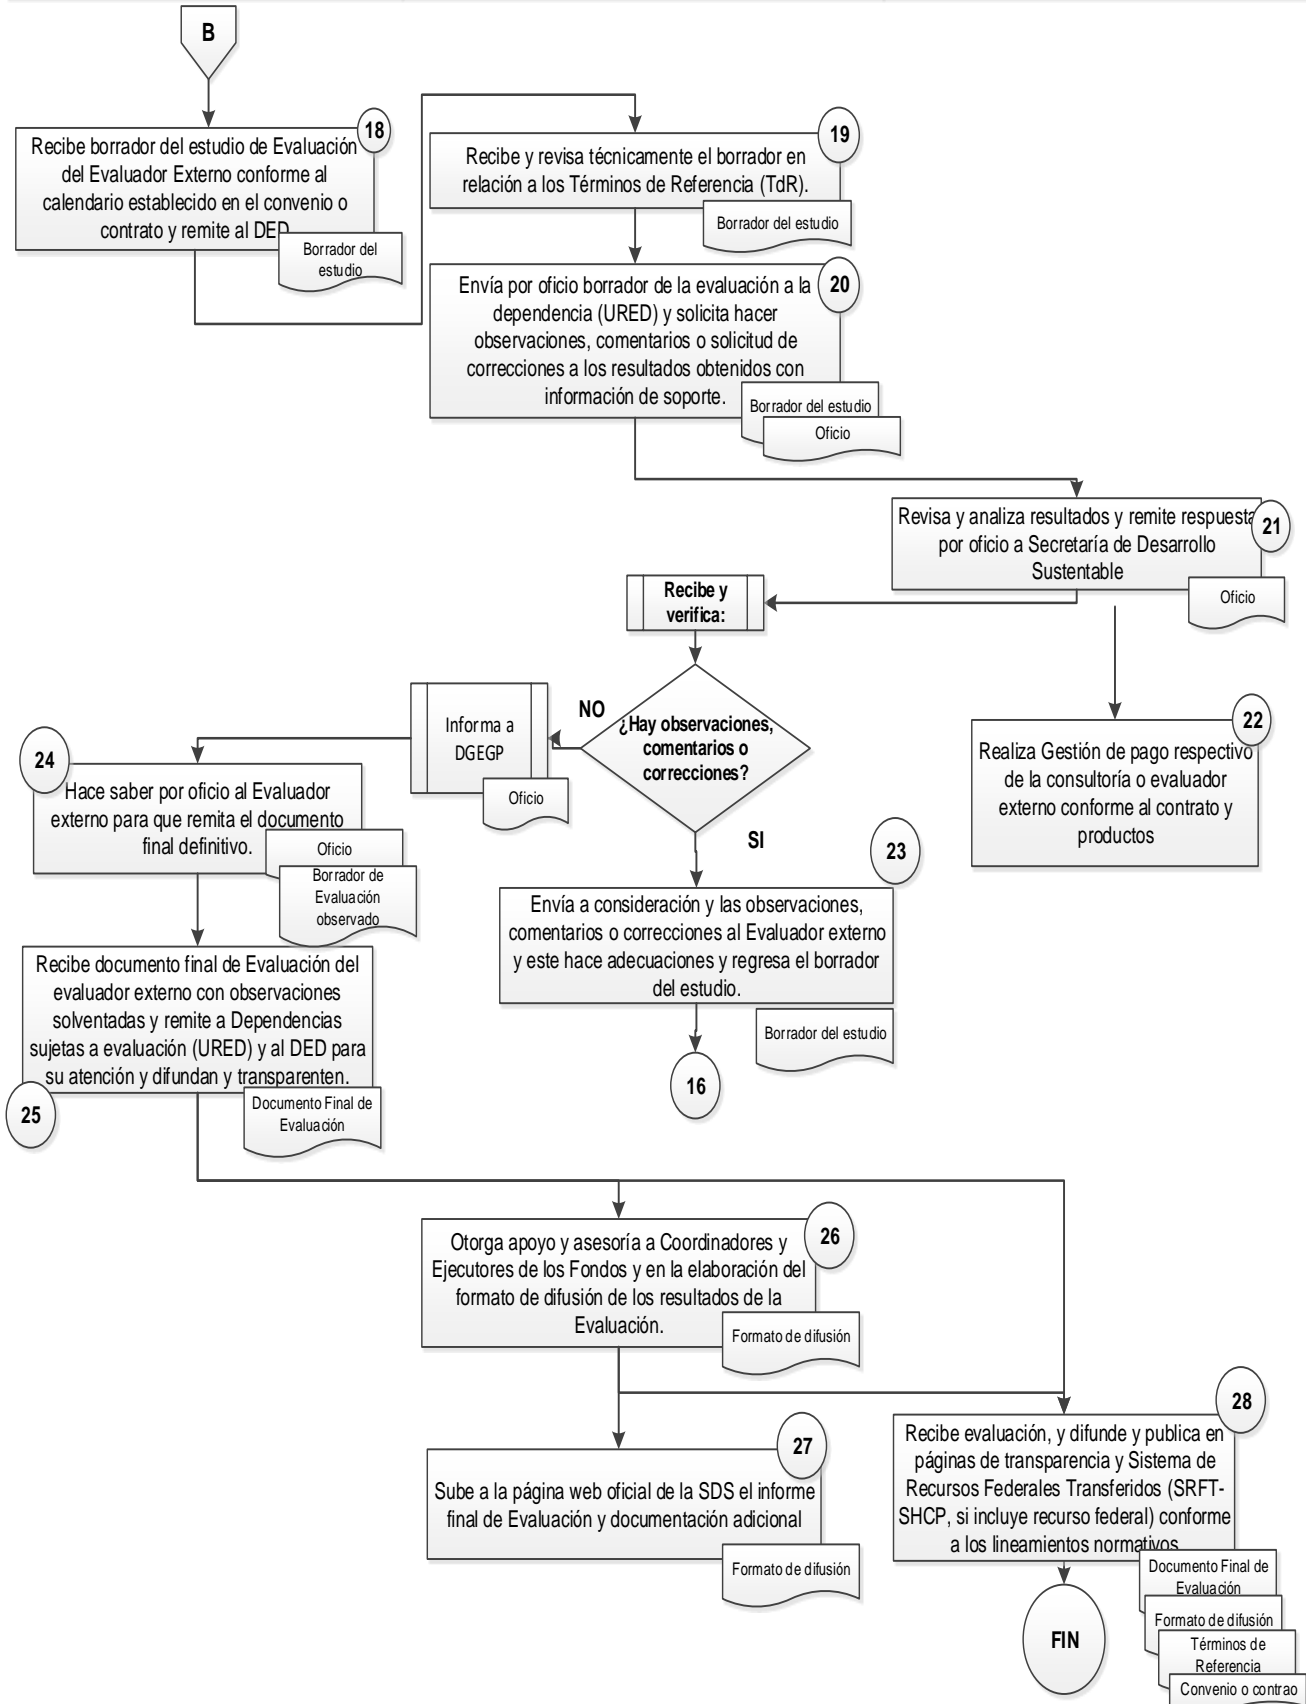 B
18
Recibe borrador del estudio de Evaluación
del Evaluador Externo conforme al
calendario establecido en el convenio o
contrato y remite al DED
Borrador del
estudio
19
Recibe y revisa técnicamente el borrador en
relación a los Términos de Referencia (TdR).
Borrador del estudio
20
Envía por oficio borrador de la evaluación a la
dependencia (URED) y solicita hacer
observaciones, comentarios o solicitud de
correcciones a los resultados obtenidos con
información de soporte.
Borrador del estudio
Oficio
21
Revisa y analiza resultados y remite respuesta
por oficio a Secretaría de Desarrollo
Sustentable
Oficio
Recibe y
verifica:
22
Realiza Gestión de pago respectivo
de la consultoría o evaluador
externo conforme al contrato y
productos
¿Hay observaciones,
comentarios o
correcciones?
NO
SI
Informa a
DGEGP
Oficio
24
Hace saber por oficio al Evaluador
externo para que remita el documento
final definitivo.
Oficio
Borrador de
Evaluación
observado
23
Envía a consideración y las observaciones,
comentarios o correcciones al Evaluador externo
y este hace adecuaciones y regresa el borrador
del estudio.
Borrador del estudio
16
Recibe documento final de Evaluación del
evaluador externo con observaciones
solventadas y remite a Dependencias
sujetas a evaluación (URED) y al DED para
su atención y difundan y transparenten.
25
Documento Final de
Evaluación
26
Otorga apoyo y asesoría a Coordinadores y
Ejecutores de los Fondos y en la elaboración del
formato de difusión de los resultados de la
Evaluación.
Formato de difusión
27
Sube a la página web oficial de la SDS el informe
final de Evaluación y documentación adicional
Formato de difusión
28
Recibe evaluación, y difunde y publica en
páginas de transparencia y Sistema de
Recursos Federales Transferidos (SRFT-
SHCP, si incluye recurso federal) conforme
a los lineamientos normativos
Documento Final de
Evaluación
Formato de difusión
Términos de
Referencia
Convenio o contrao
FIN